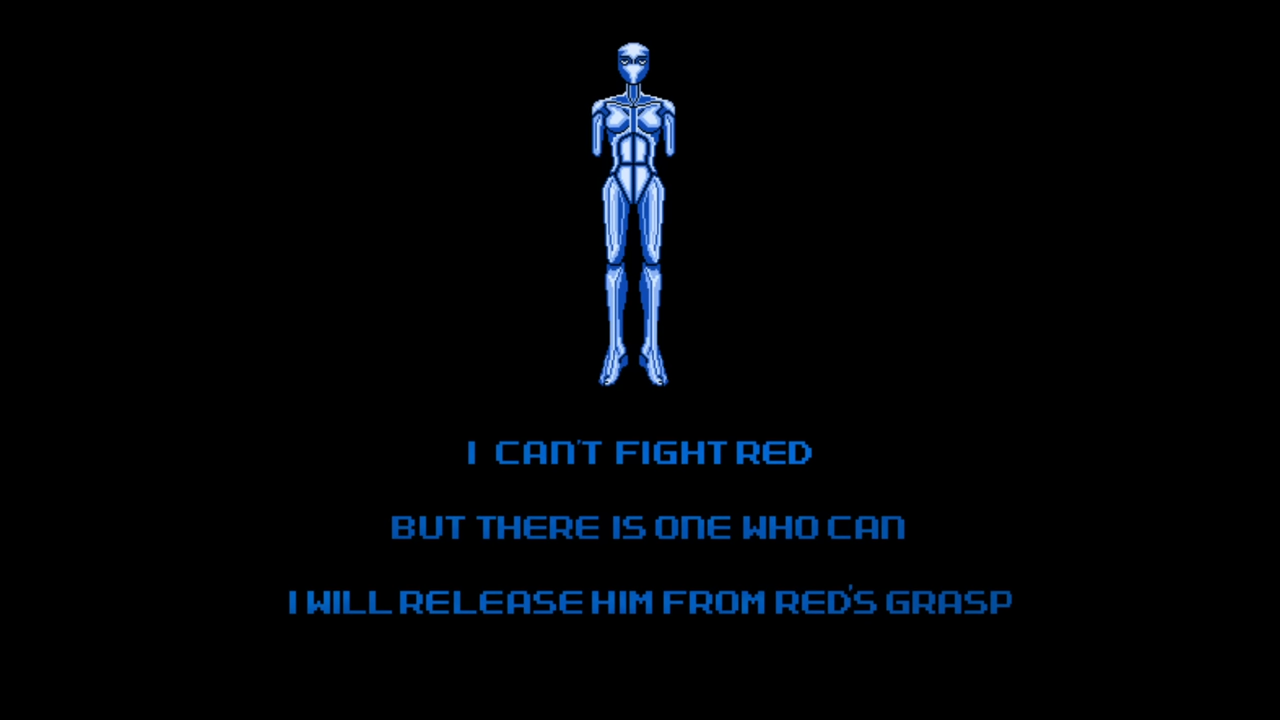 I CAN'T FIGHT RED
BUT THERE IS ONE WHO CAN
I WILL RELEASE HIM FROM RED'S GRASP